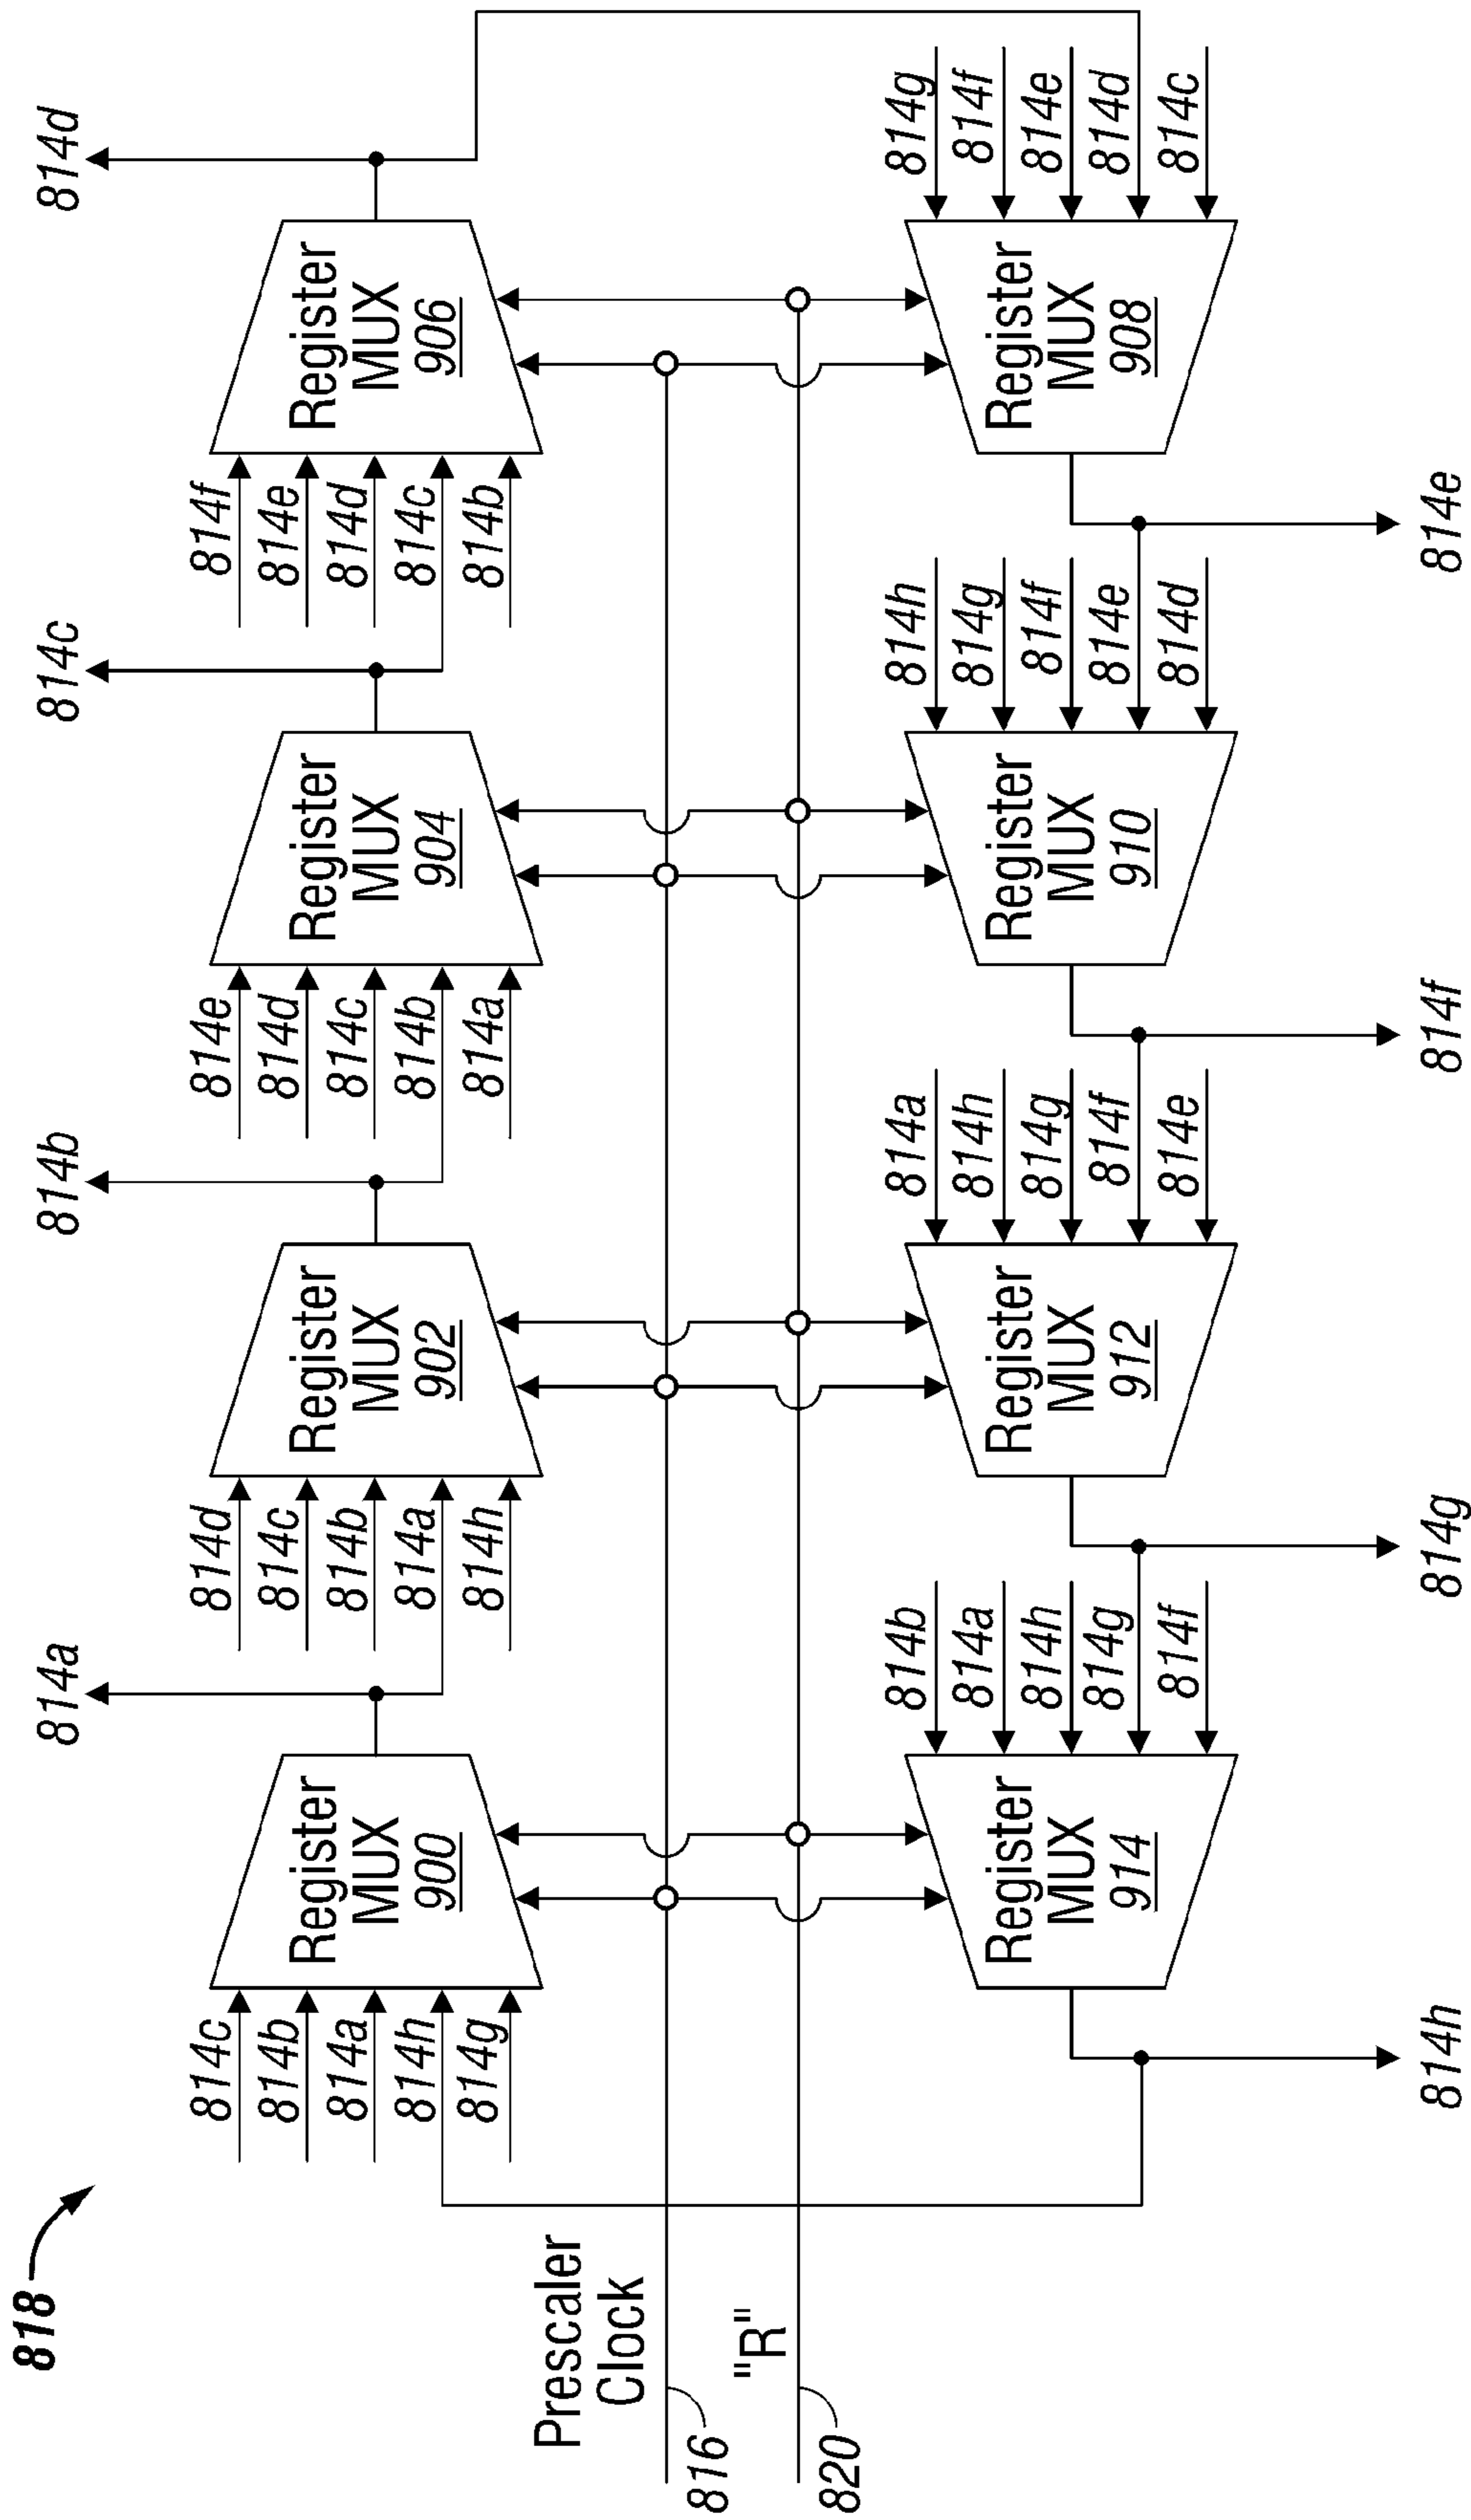 818
814a
814b
814c
814d
814c
814b
814a
814h
814g
Register
MUX
900
814d
814c
814b
814a
814h
Register
MUX
902
814e
814d
814c
814b
814a
Register
MUX
904
814f
814e
814d
814c
814b
Register
MUX
906
Prescaler
Clock
816
"R"
820
Register
MUX
914
814b
814a
814h
814g
814f
Register
MUX
912
814a
814h
814g
814f
814e
Register
MUX
910
814h
814g
814f
814e
814d
Register
MUX
908
814g
814f
814e
814d
814c
814h
814g
814f
814e